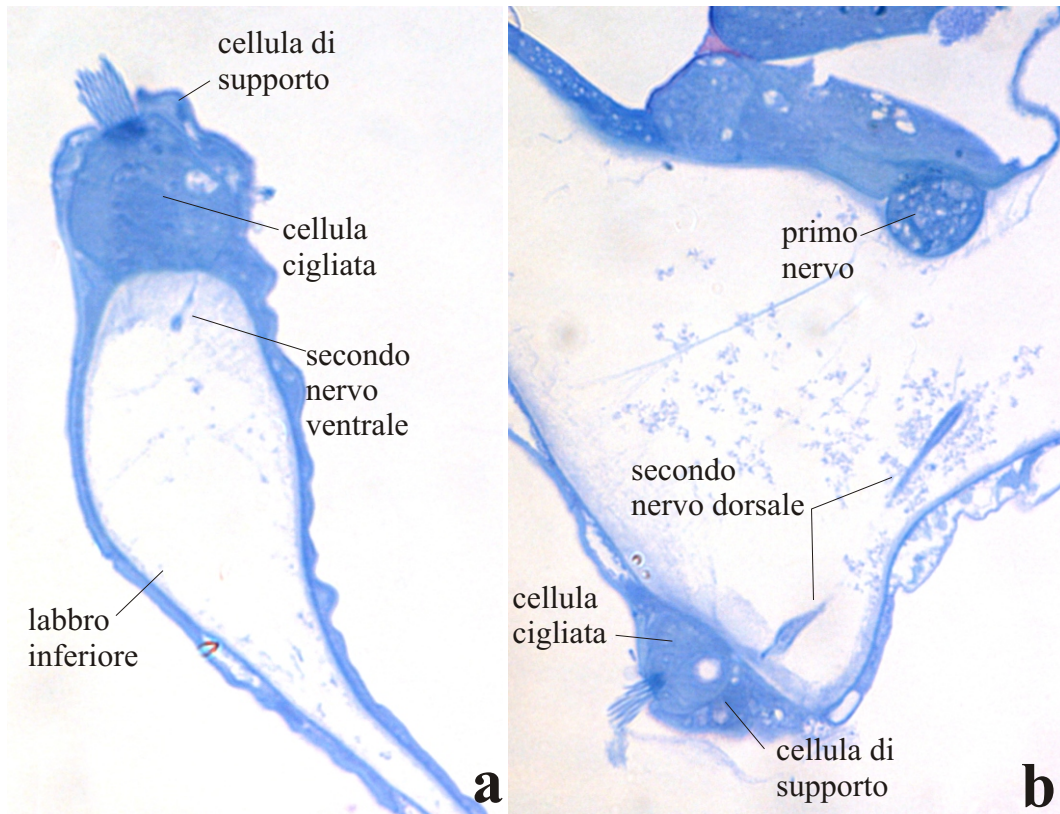 cellula di
supporto
cellula
cigliata
secondo
nervo
ventrale
labbro
inferiore
a
primo
nervo
secondo
nervo dorsale
cellula
cigliata
cellula di
supporto
b